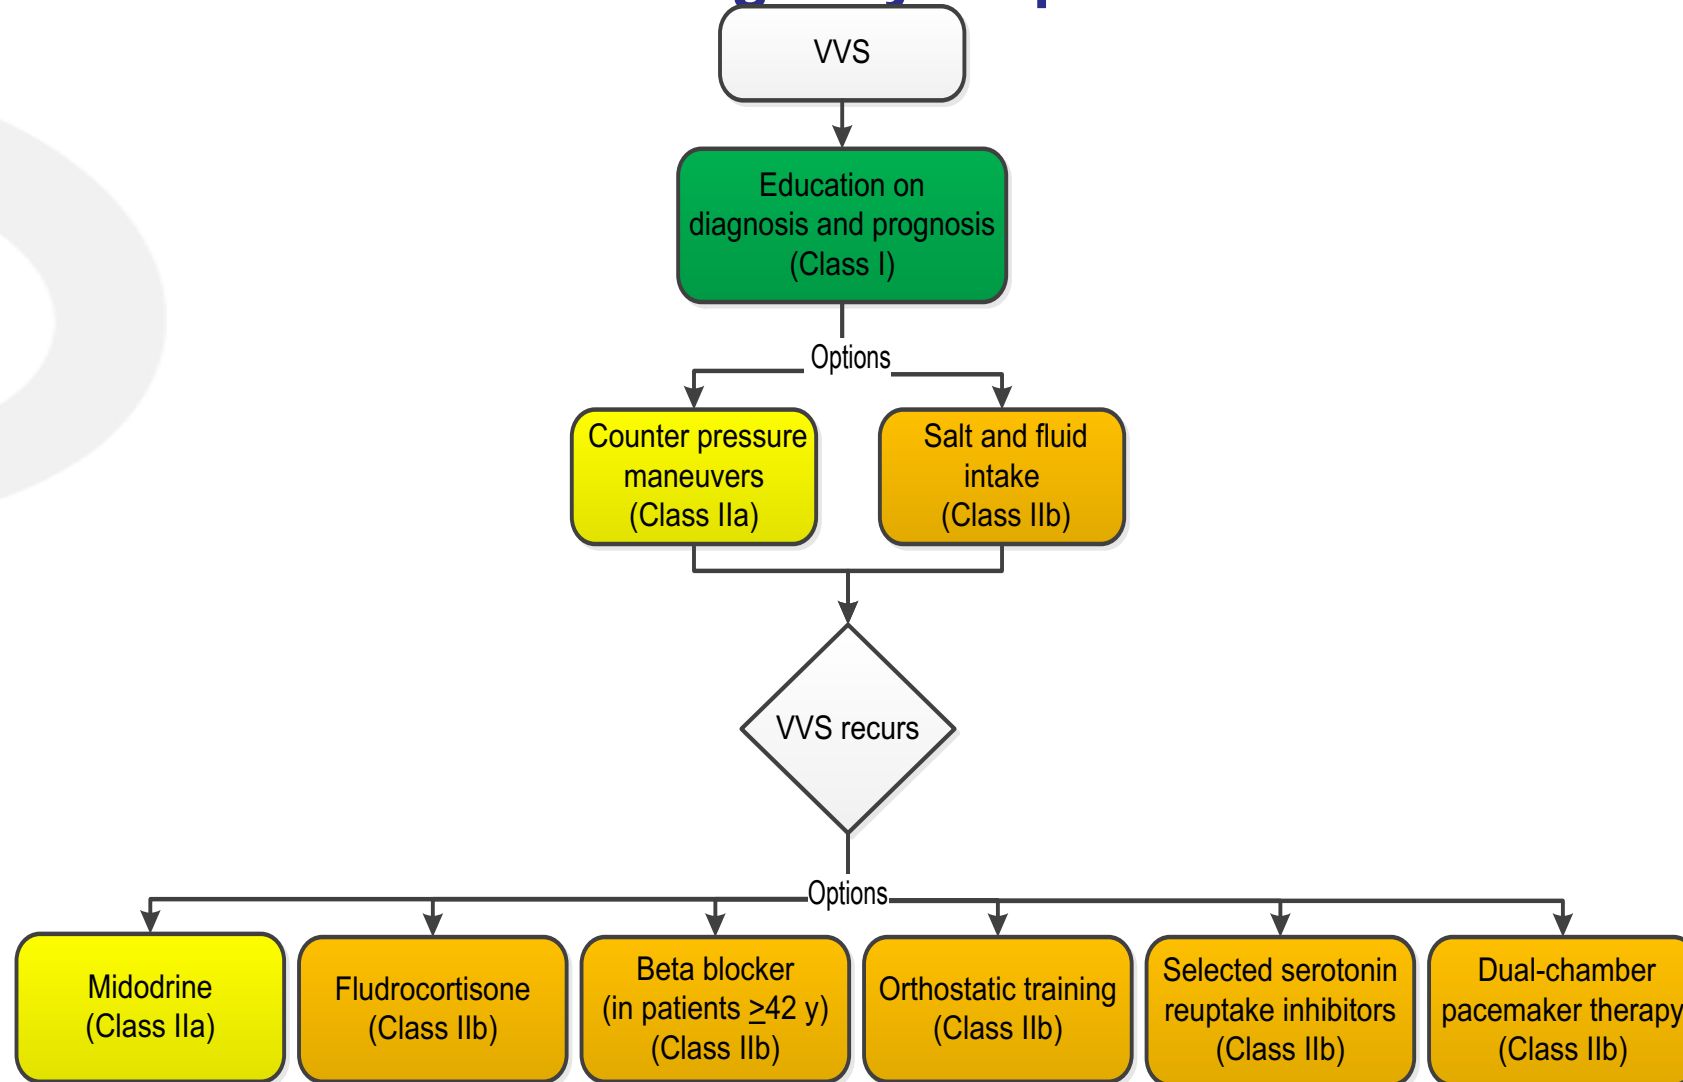 VVS
Education on
diagnosis and prognosis
(Class I)
Options
Counter pressure
maneuvers
(Class IIa)
Salt and fluid
intake
(Class IIb)
VVS recurs
Options
Midodrine
(Class IIa)
Fludrocortisone
(Class IIb)
Beta blocker
(in patients ≥42 y)
(Class IIb)
Orthostatic training
(Class IIb)
Selected serotonin
reuptake inhibitors
(Class IIb)
Dual-chamber
pacemaker therapy
(Class IIb)